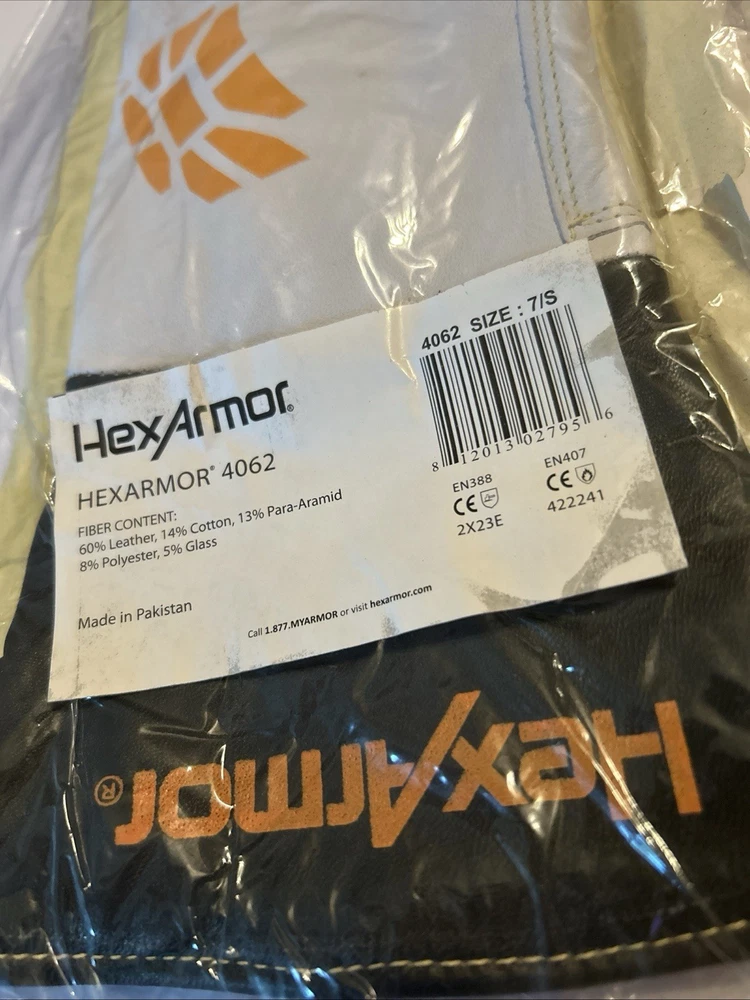 4062 SIZE : 7/S
8 12013 02795 6
HexArmor®
HEXARMOR® 4062
FIBER CONTENT:
60% Leather, 14% Cotton, 13% Para-Aramid
8% Polyester, 5% Glass
EN388
CE
2X23E
EN407
CE
422241
Made in Pakistan
Call 1.877.MYARMOR or visit hexarmor.com
HexArmor®